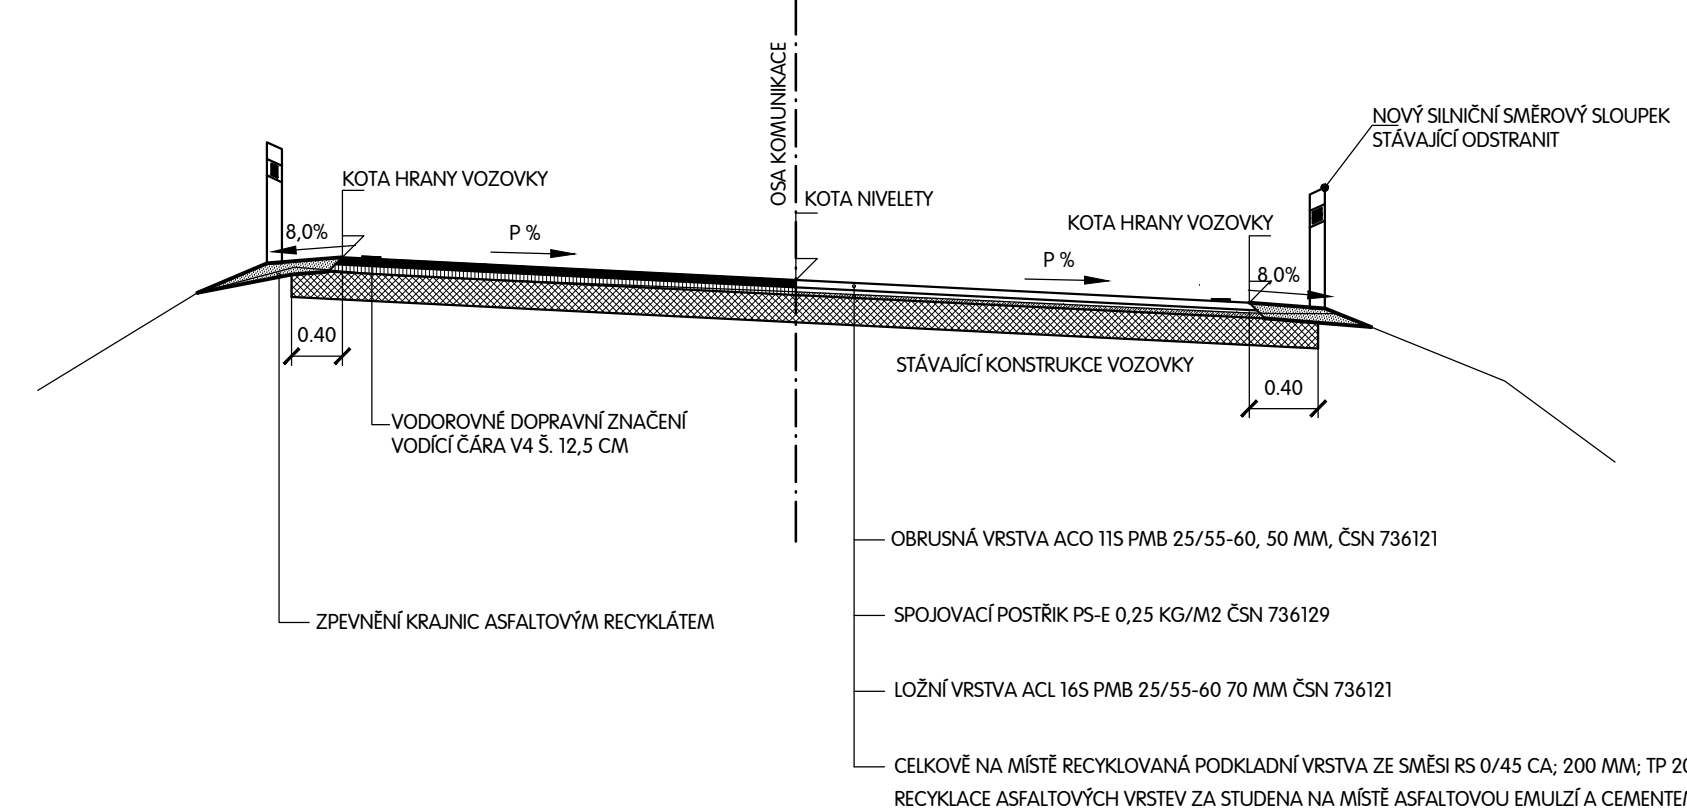 OSA KOMUNIKACE
NOVÝ SILNIČNÍ SMĚROVÝ SLOUPEK
STÁVAJÍCÍ ODSTRANIT
KOTA HRANY VOZOVKY
KOTA NIVELETY
KOTA HRANY VOZOVKY
8,0%
P %
P %
8,0%
0.40
STÁVAJÍCÍ KONSTRUKCE VOZOVKY
0.40
VODOROVNÉ DOPRAVNÍ ZNAČENÍ
VODÍCÍ ČÁRA V4 Š. 12,5 CM
OBRUSNÁ VRSTVA ACO 11S PMB 25/55-60, 50 MM, ČSN 736121
SPOJOVACÍ POSTŘIK PS-E 0,25 KG/M2 ČSN 736129
ZPEVNĚNÍ KRAJNIC ASFALTOVÝM RECYKLÁTEM
LOŽNÍ VRSTVA ACL 16S PMB 25/55-60 70 MM ČSN 736121
CELKOVĚ NA MÍSTĚ RECYKLOVANÁ PODKLADNÍ VRSTVA ZE SMĚSI RS 0/45 CA; 200 MM; TP
RECYKLACE ASFALTOVÝCH VRSTEV ZA STUDENA NA MÍSTĚ ASFALTOVOU EMULZÍ A CEMENTEM